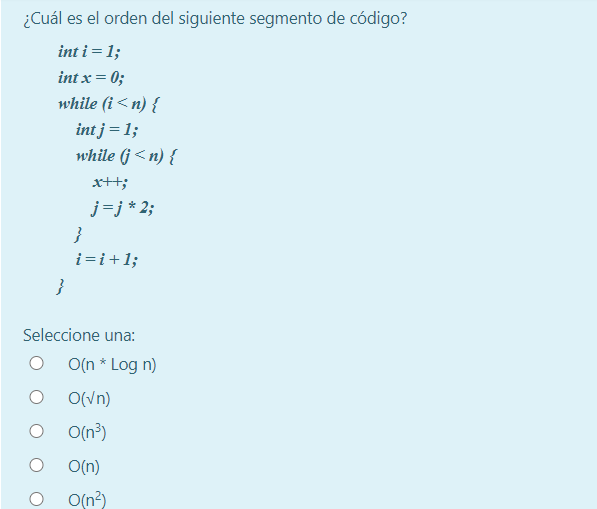 ¿Cuál es el orden del siguiente segmento de código?
int i = 1;
int x = 0;
while (i < n) {
int j = 1;
while (j < n) {
x++;
j = j * 2;
}
i = i + 1;
}
Seleccione una:
O(n * Log n)
O(√n)
O(n³)
O(n)
O(n²)